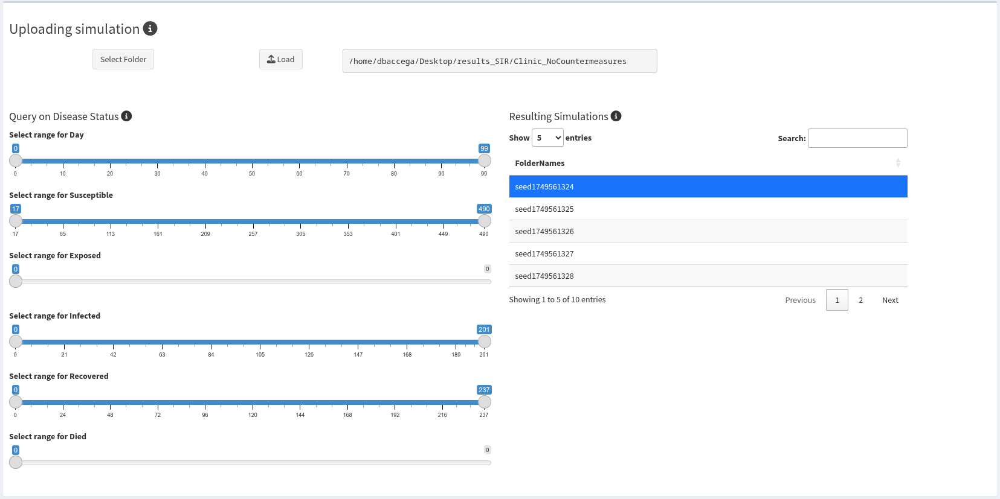 Uploading simulation
Select Folder
Load
/home/dbaccega/Desktop/results_SIR/Clinic_NoCountermeasures
Query on Disease Status
Select range for Day
0 99
0 10 20 30 40 50 60 70 80 90 99
Select range for Susceptible
17 490
17 65 113 161 209 257 305 353 401 449 490
Select range for Exposed
0 0
Select range for Infected
0 201
0 21 42 63 84 105 126 147 168 189 201
Select range for Recovered
0 237
0 24 48 72 96 120 144 168 192 216 237
Select range for Died
0 0
Resulting Simulations
Show 5 entries
Search:
FolderNames
seed1749561324
seed1749561325
seed1749561326
seed1749561327
seed1749561328
Showing 1 to 5 of 10 entries
Previous 1 2 Next